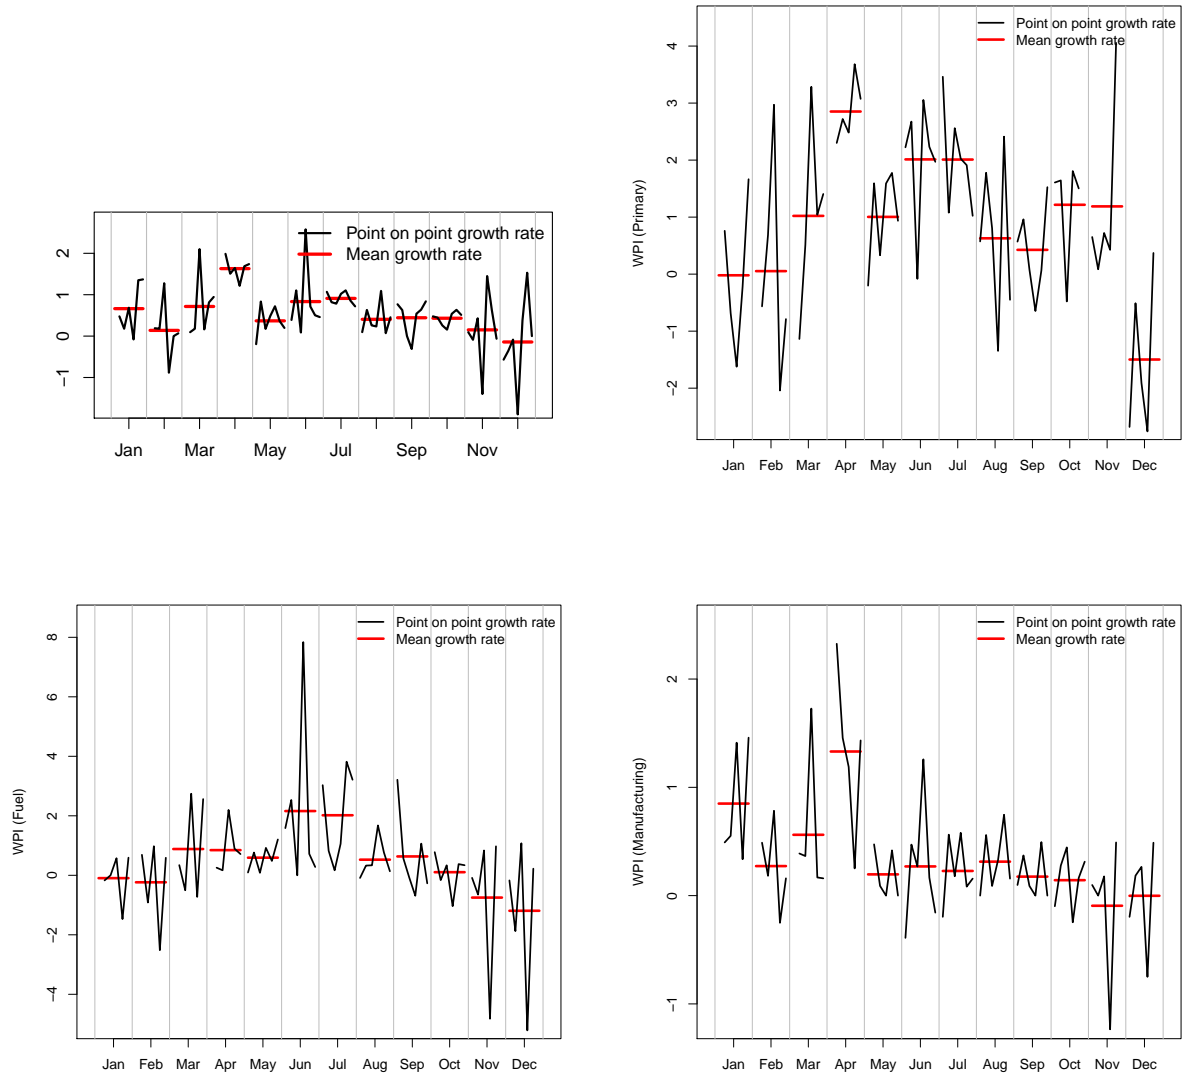 Point on point growth rate
Mean growth rate
2
1
0
−1
Jan Mar May Jul Sep Nov
Point on point growth rate
Mean growth rate
WPI (Primary)
4
3
2
1
0
−1
−2
Jan Feb Mar Apr May Jun Jul Aug Sep Oct Nov Dec
Point on point growth rate
Mean growth rate
WPI (Fuel)
8
6
4
2
0
−2
−4
Jan Feb Mar Apr May Jun Jul Aug Sep Oct Nov Dec
Point on point growth rate
Mean growth rate
WPI (Manufacturing)
2
1
0
−1
Jan Feb Mar Apr May Jun Jul Aug Sep Oct Nov Dec